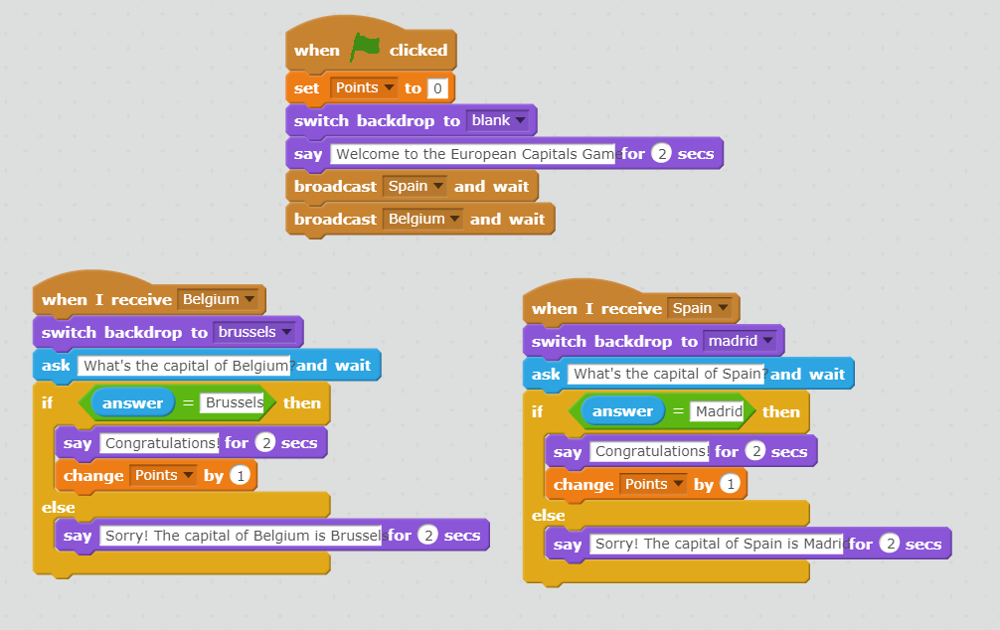 when clicked
set Points to 0
switch backdrop to blank
say Welcome to the European Capitals Gam for 2 secs
broadcast Spain and wait
broadcast Belgium and wait
when I receive Belgium
switch backdrop to brussels
ask What's the capital of Belgium? and wait
if answer = Brussels then
say Congratulations! for 2 secs
change Points by 1
else
say Sorry! The capital of Belgium is Brussels for 2 secs
when I receive Spain
switch backdrop to madrid
ask What's the capital of Spain? and wait
if answer = Madrid then
say Congratulations! for 2 secs
change Points by 1
else
say Sorry! The capital of Spain is Madrid for 2 secs